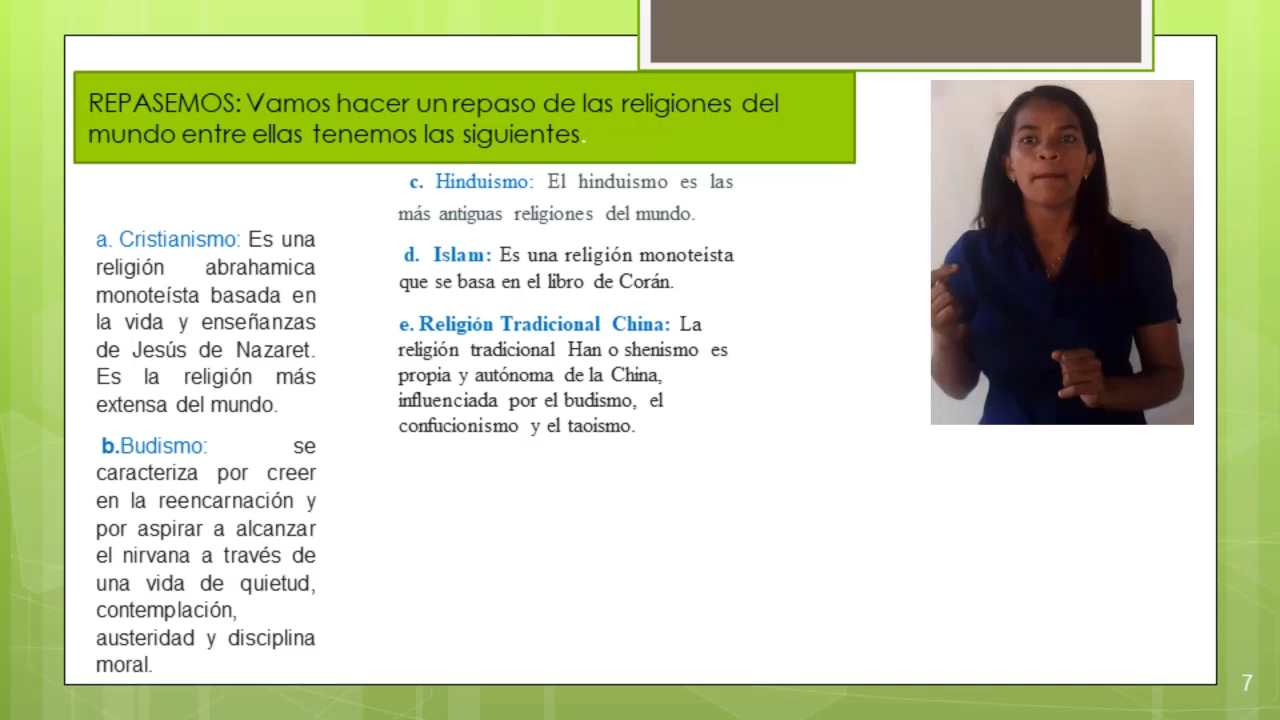 REPASEMOS: Vamos hacer un repaso de las religiones del
mundo entre ellas tenemos las siguientes.
a. Cristianismo: Es una
religión abrahamica
monoteísta basada en
la vida y enseñanzas
de Jesús de Nazaret.
Es la religión más
extensa del mundo.
b.Budismo: se
caracteriza por creer
en la reencarnación y
por aspirar a alcanzar
el nirvana a través de
una vida de quietud,
contemplación,
austeridad y disciplina
moral.
c. Hinduismo: El hinduismo es las
más antiguas religiones del mundo.
d. Islam: Es una religión monoteista
que se basa en el libro de Corán.
e. Religión Tradicional China: La
religión tradicional Han o shenismo es
propia y autónoma de la China,
influenciada por el budismo, el
confucionismo y el taoismo.
7